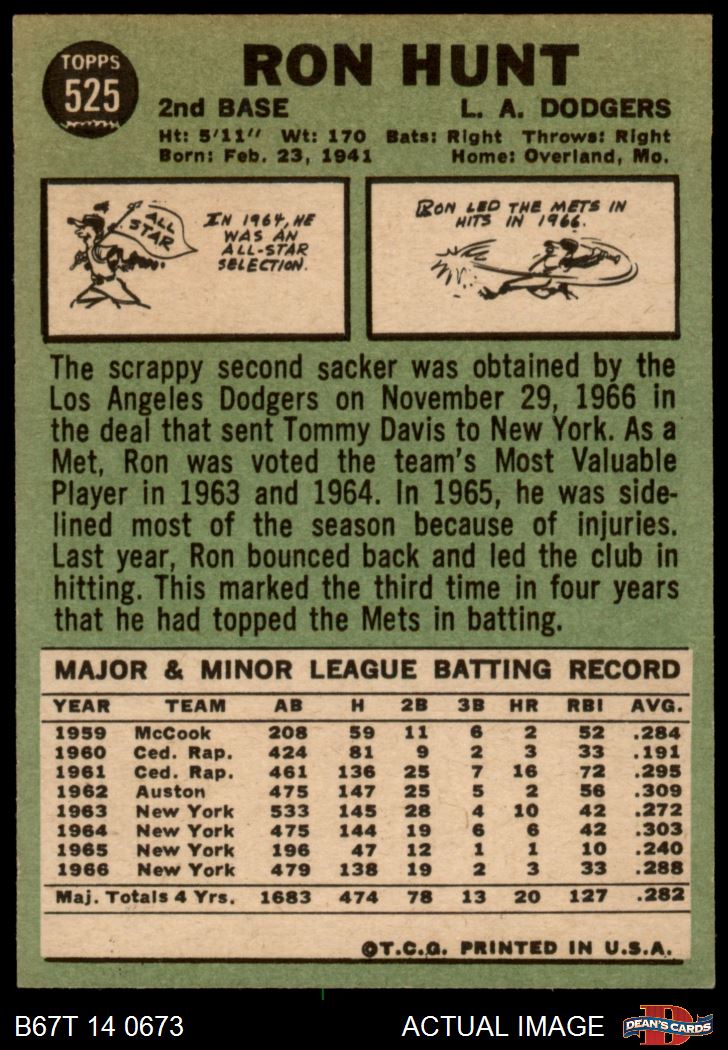 TOPPS
525
RON HUNT
2nd BASE L. A. DODGERS
Ht: 5'11" Wt: 170 Bats: Right Throws: Right
Born: Feb. 23, 1941 Home: Overland, Mo.
ALL
STAR
IN 1964, HE
WAS AN
ALL-STAR
SELECTION.
RON LED THE METS IN
HITS IN 1966.
The scrappy second sacker was obtained by the
Los Angeles Dodgers on November 29, 1966 in
the deal that sent Tommy Davis to New York. As a
Met, Ron was voted the team's Most Valuable
Player in 1963 and 1964. In 1965, he was side-
lined most of the season because of injuries.
Last year, Ron bounced back and led the club in
hitting. This marked the third time in four years
that he had topped the Mets in batting.
MAJOR & MINOR LEAGUE BATTING RECORD
YEAR TEAM AB H 2B 3B HR RBI AVG.
1959 McCook 208 59 11 6 2 52 .284
1960 Ced. Rap. 424 81 9 2 3 33 .191
1961 Ced. Rap. 461 136 25 7 16 72 .295
1962 Auston 475 147 25 5 2 56 .309
1963 New York 533 145 28 4 10 42 .272
1964 New York 475 144 19 6 6 42 .303
1965 New York 196 47 12 1 1 10 .240
1966 New York 479 138 19 2 3 33 .288
Maj. Totals 4 Yrs. 1683 474 78 13 20 127 .282
©T.C.G. PRINTED IN U.S.A.
B67T 14 0673 ACTUAL IMAGE D DEAN'S CARDS